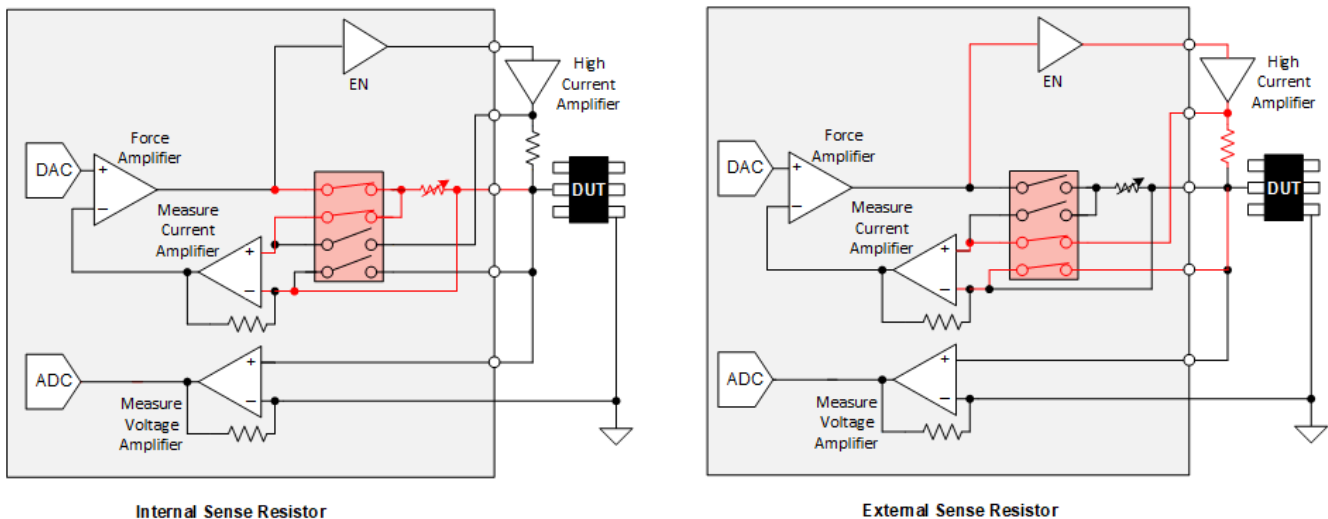 EN
High
Current
Amplifier
Force
Amplifier
DAC
+
−
DUT
Measure
Current
Amplifier
+
−
ADC
+
−
Measure
Voltage
Amplifier
Internal Sense Resistor
EN
High
Current
Amplifier
Force
Amplifier
DAC
+
−
DUT
Measure
Current
Amplifier
+
−
ADC
+
−
Measure
Voltage
Amplifier
External Sense Resistor